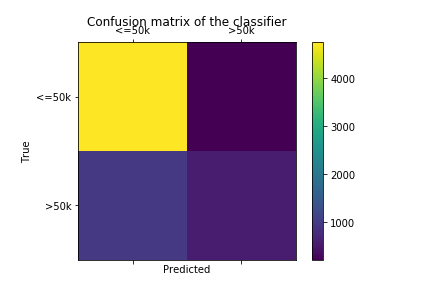 Confusion matrix of the classifier
<=50k >50k
<=50k
>50k
True
Predicted
4000
3000
2000
1000